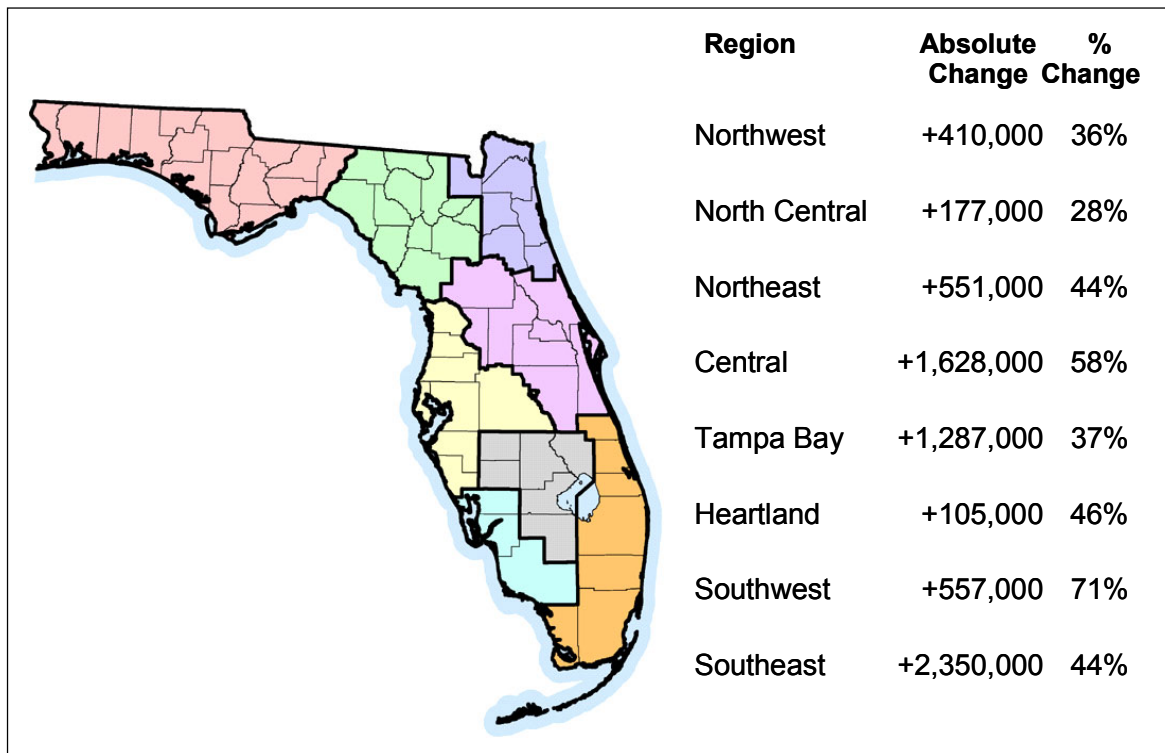 Region Absolute Change % Change
Northwest +410,000 36%
North Central +177,000 28%
Northeast +551,000 44%
Central +1,628,000 58%
Tampa Bay +1,287,000 37%
Heartland +105,000 46%
Southwest +557,000 71%
Southeast +2,350,000 44%